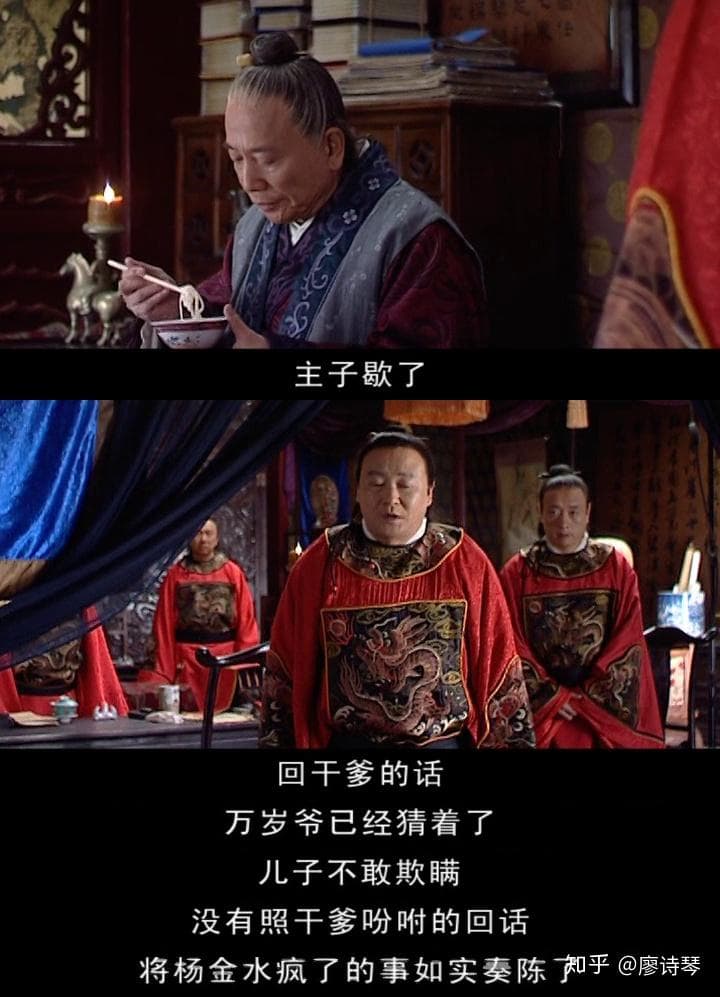 主子歇了
回干爹的话
万岁爷已经猜着了
儿子不敢欺瞒
没有照干爹吩咐的回话
将杨金水疯了的事如实奏陈了
知乎 @廖诗琴